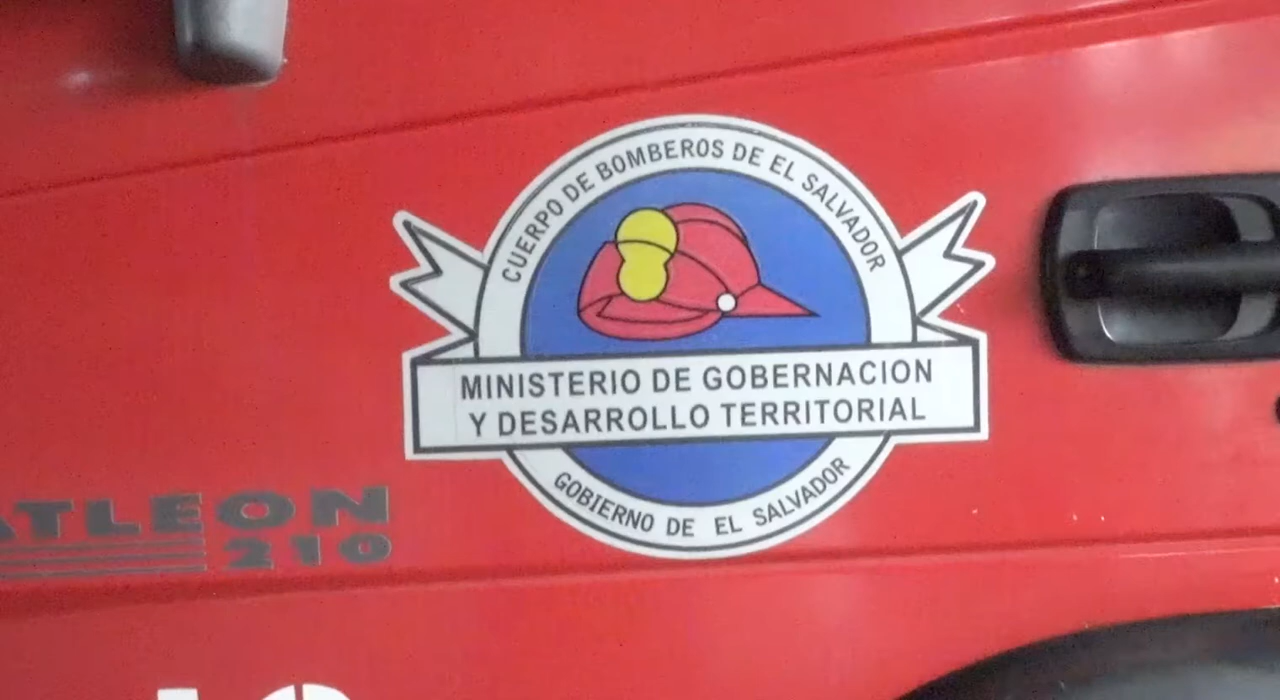 CUERPO DE BOMBEROS DE EL SALVADOR
MINISTERIO DE GOBERNACION
Y DESARROLLO TERRITORIAL
GOBIERNO DE EL SALVADOR
ATLEON
210